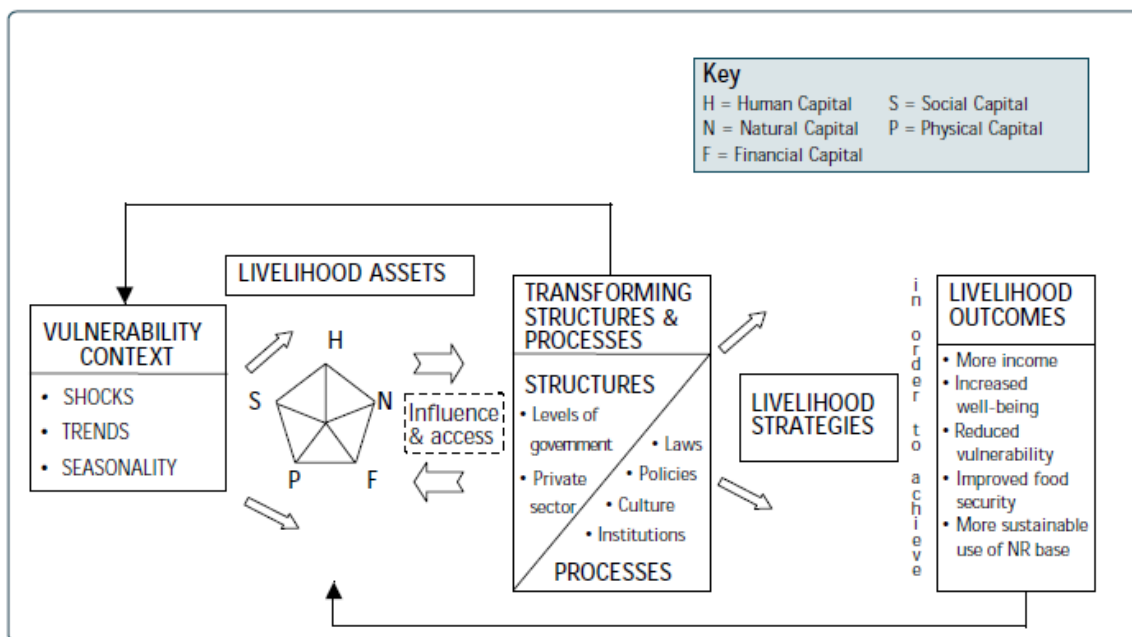 Key
H = Human Capital S = Social Capital
N = Natural Capital P = Physical Capital
F = Financial Capital
LIVELIHOOD ASSETS
VULNERABILITY
CONTEXT
• SHOCKS
• TRENDS
• SEASONALITY
H
S
N
P
F
Influence
& access
TRANSFORMING
STRUCTURES &
PROCESSES
STRUCTURES
• Levels of
government
• Private
sector
• Laws
• Policies
• Culture
• Institutions
PROCESSES
LIVELIHOOD
STRATEGIES
in order to achieve
LIVELIHOOD
OUTCOMES
• More income
• Increased
well-being
• Reduced
vulnerability
• Improved food
security
• More sustainable
use of NR base